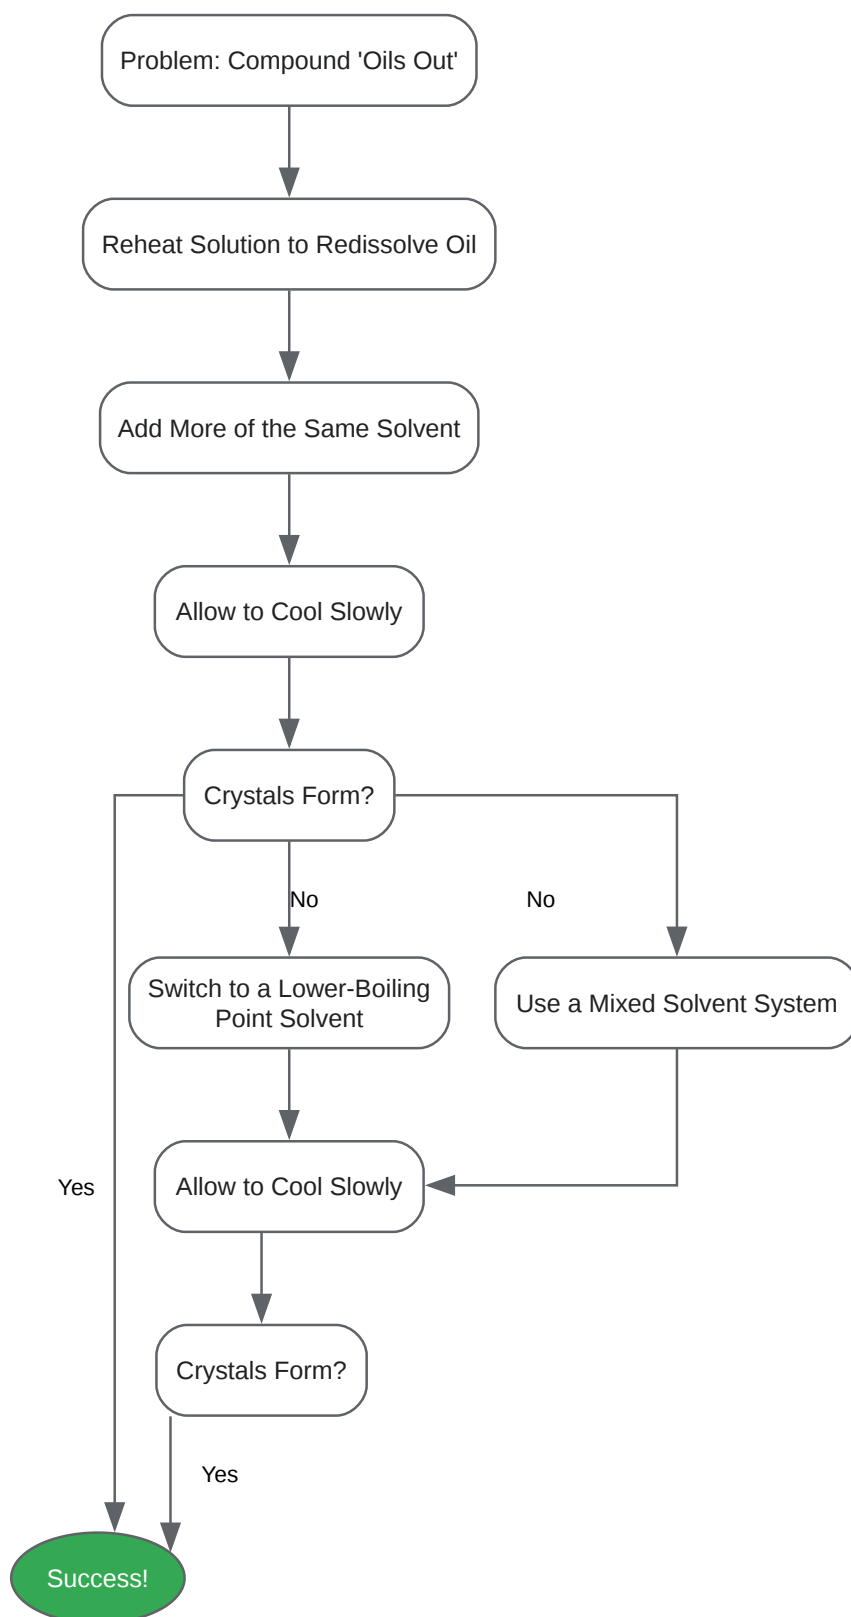 Problem: Compound 'Oils Out'
Reheat Solution to Redissolve Oil
Add More of the Same Solvent
Allow to Cool Slowly
Crystals Form?
No
No
Switch to a Lower-Boiling
Point Solvent
Use a Mixed Solvent System
Allow to Cool Slowly
Yes
Crystals Form?
Yes
Success!